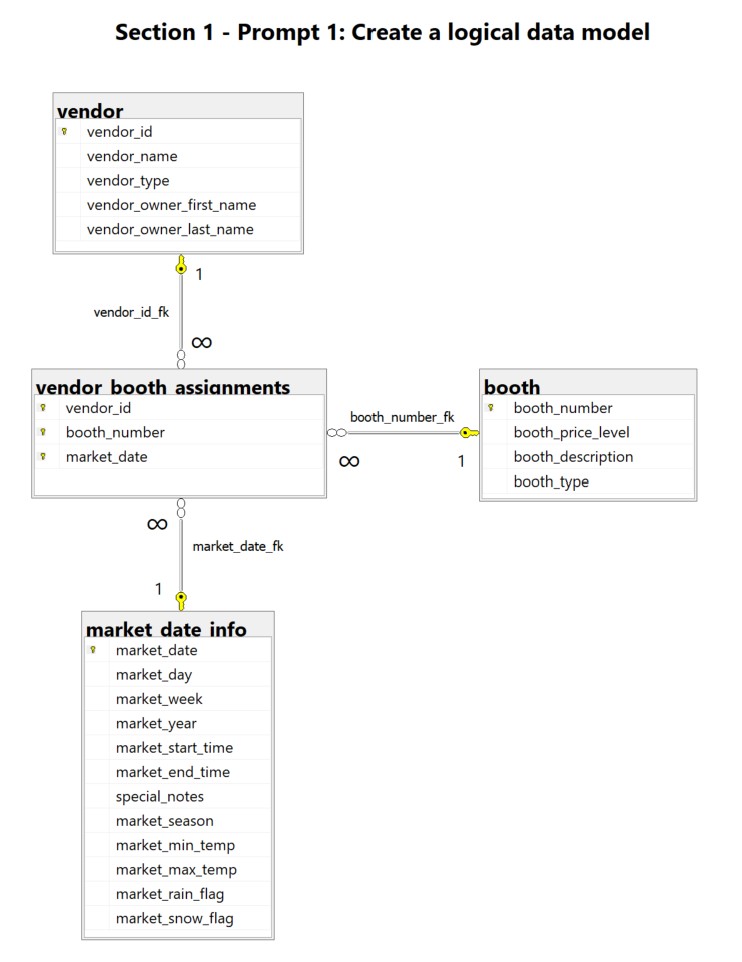 Section 1 - Prompt 1: Create a logical data model
vendor
vendor_id
vendor_name
vendor_type
vendor_owner_first_name
vendor_owner_last_name
1
vendor_id_fk
∞
vendor_booth_assignments
vendor_id
booth_number
market_date
booth_number_fk
∞
1
booth
booth_number
booth_price_level
booth_description
booth_type
∞
market_date_fk
1
market_date_info
market_date
market_day
market_week
market_year
market_start_time
market_end_time
special_notes
market_season
market_min_temp
market_max_temp
market_rain_flag
market_snow_flag